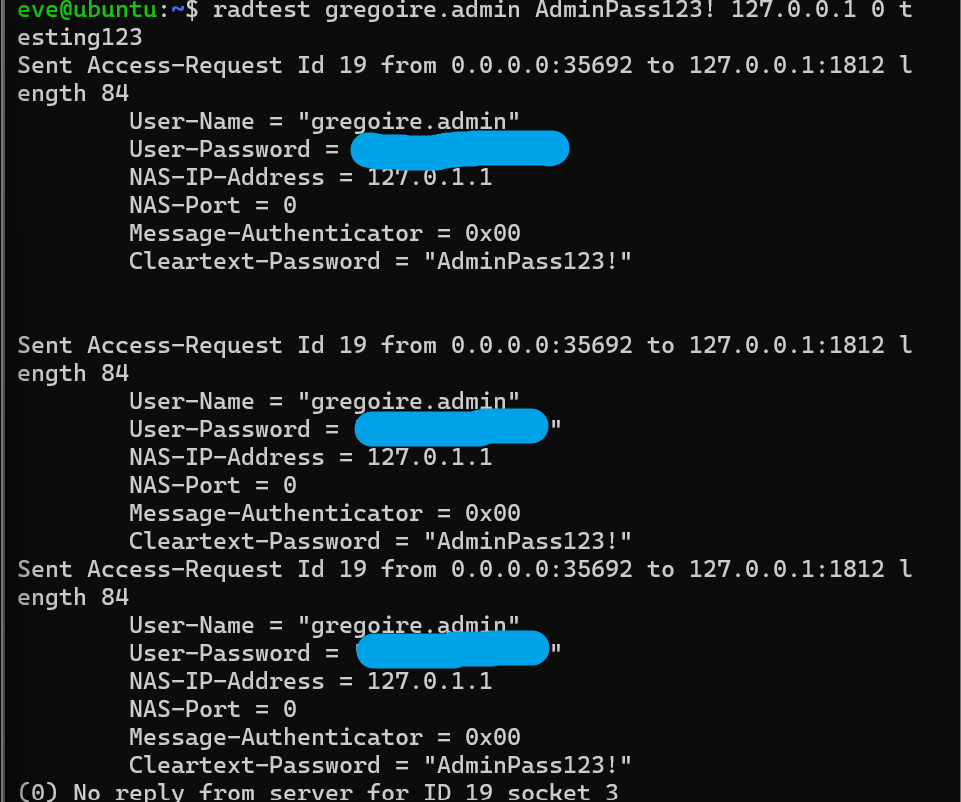 eve@ubuntu:~$ radtest gregoire.admin AdminPass123! 127.0.0.1 0 t
esting123
Sent Access-Request Id 19 from 0.0.0.0:35692 to 127.0.0.1:1812 l
ength 84
User-Name = "gregoire.admin"
User-Password =
NAS-IP-Address = 127.0.1.1
NAS-Port = 0
Message-Authenticator = 0x00
Cleartext-Password = "AdminPass123!"
Sent Access-Request Id 19 from 0.0.0.0:35692 to 127.0.0.1:1812 l
ength 84
User-Name = "gregoire.admin"
User-Password = "
NAS-IP-Address = 127.0.1.1
NAS-Port = 0
Message-Authenticator = 0x00
Cleartext-Password = "AdminPass123!"
Sent Access-Request Id 19 from 0.0.0.0:35692 to 127.0.0.1:1812 l
ength 84
User-Name = "gregoire.admin"
User-Password = "
NAS-IP-Address = 127.0.1.1
NAS-Port = 0
Message-Authenticator = 0x00
Cleartext-Password = "AdminPass123!"
(0) No reply from server for ID 19 socket 3